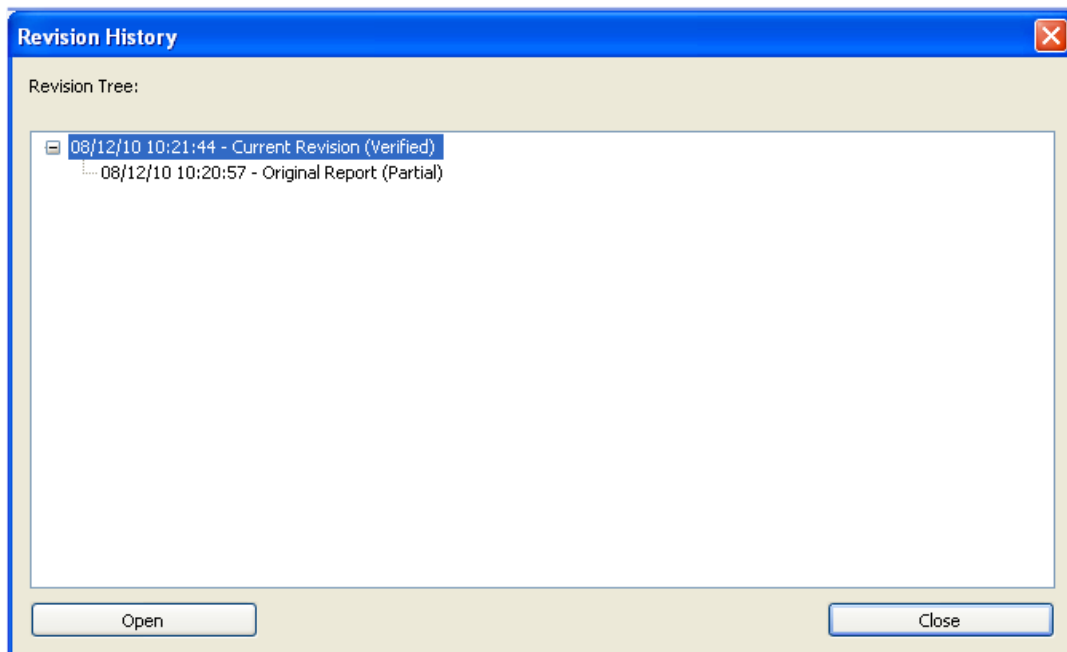 Revision History
Revision Tree:
08/12/10 10:21:44 - Current Revision (Verified)
08/12/10 10:20:57 - Original Report (Partial)
Open
Close